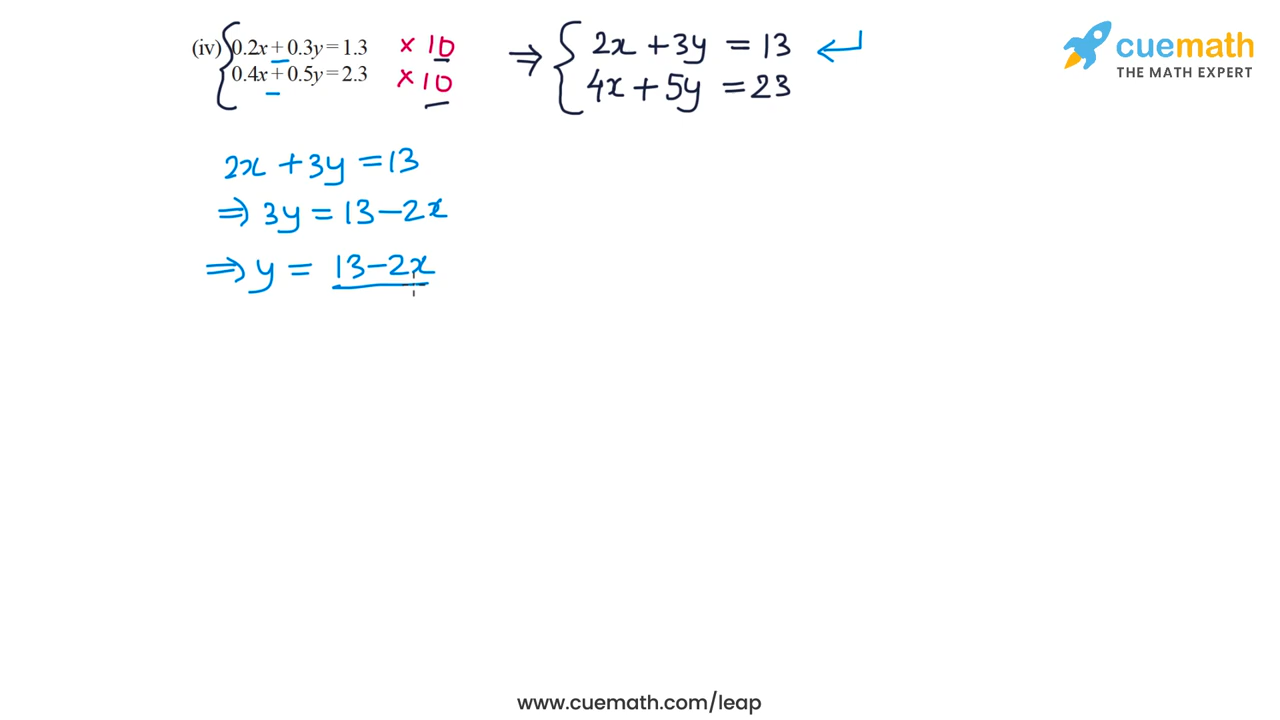 (iv) 0.2x + 0.3y = 1.3 × 10
0.4x + 0.5y = 2.3 × 10
⇒ 2x + 3y = 13 ↵
4x + 5y = 23
cuemath
THE MATH EXPERT
2x + 3y = 13
⇒ 3y = 13 – 2x
⇒ y = 13 – 2x
www.cuemath.com/leap